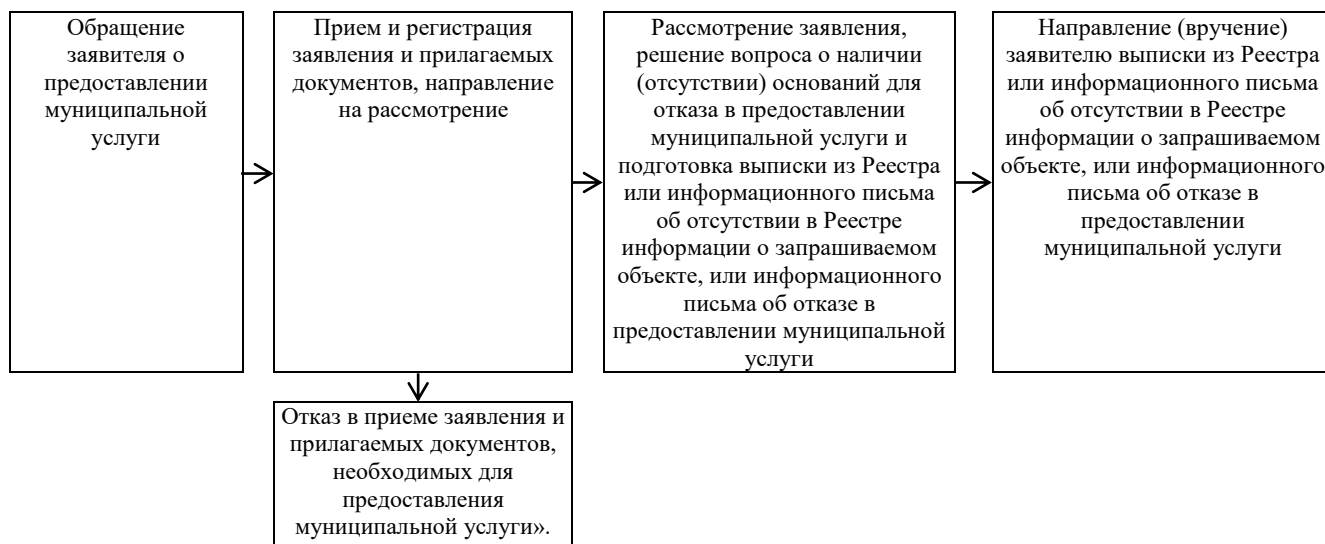 Обращение
заявителя о
предоставлении
муниципальной
услуги
Прием и регистрация
заявления и прилагаемых
документов, направление
на рассмотрение
Рассмотрение заявления,
решение вопроса о наличии
(отсутствии) оснований для
отказа в предоставлении
муниципальной услуги и
подготовка выписки из Реестра
или информационного письма
об отсутствии в Реестре
информации о запрашиваемом
объекте, или информационного
письма об отказе в
предоставлении муниципальной
услуги
Направление (вручение)
заявителю выписки из Реестра
или информационного письма
об отсутствии в Реестре
информации о запрашиваемом
объекте, или информационного
письма об отказе в
предоставлении
муниципальной услуги
Отказ в приеме заявления и
прилагаемых документов,
необходимых для
предоставления
муниципальной услуги».